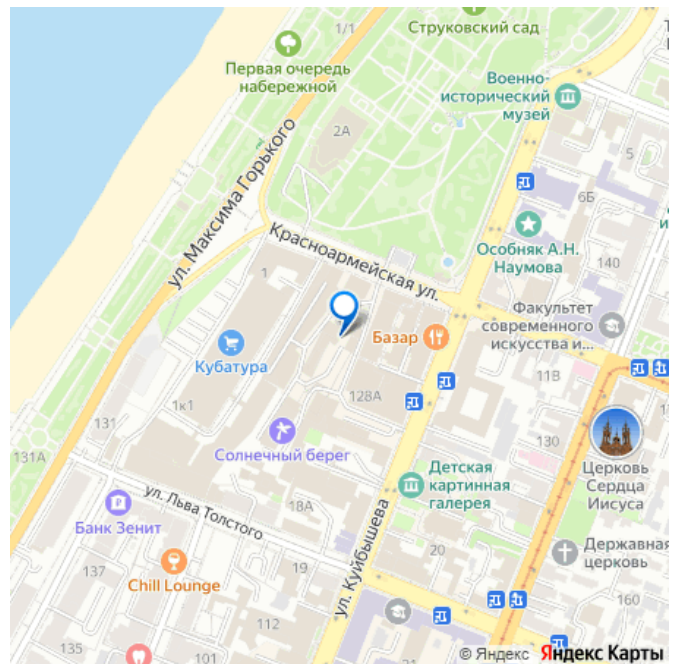 1/1
Струковский сад
Первая очередь
набережной
Военно-
исторический
музей
2А
5
6Б
ул. Максима Горького
Особняк А.Н.
Наумова
140
Красноармейская ул.
1
Факультет
современного
искусства и...
Базар
Кубатура
11В
128А
1к1
131
130
131А
Солнечный берег
Церковь
Сердца
Иисуса
Детская
картинная
галерея
18А
ул. Льва Толстого
Банк Зенит
ул. Куйбышева
20
Державная
церковь
137
19
Chill Lounge
160
22
135
101
21
© Яндекс Яндекс Карты